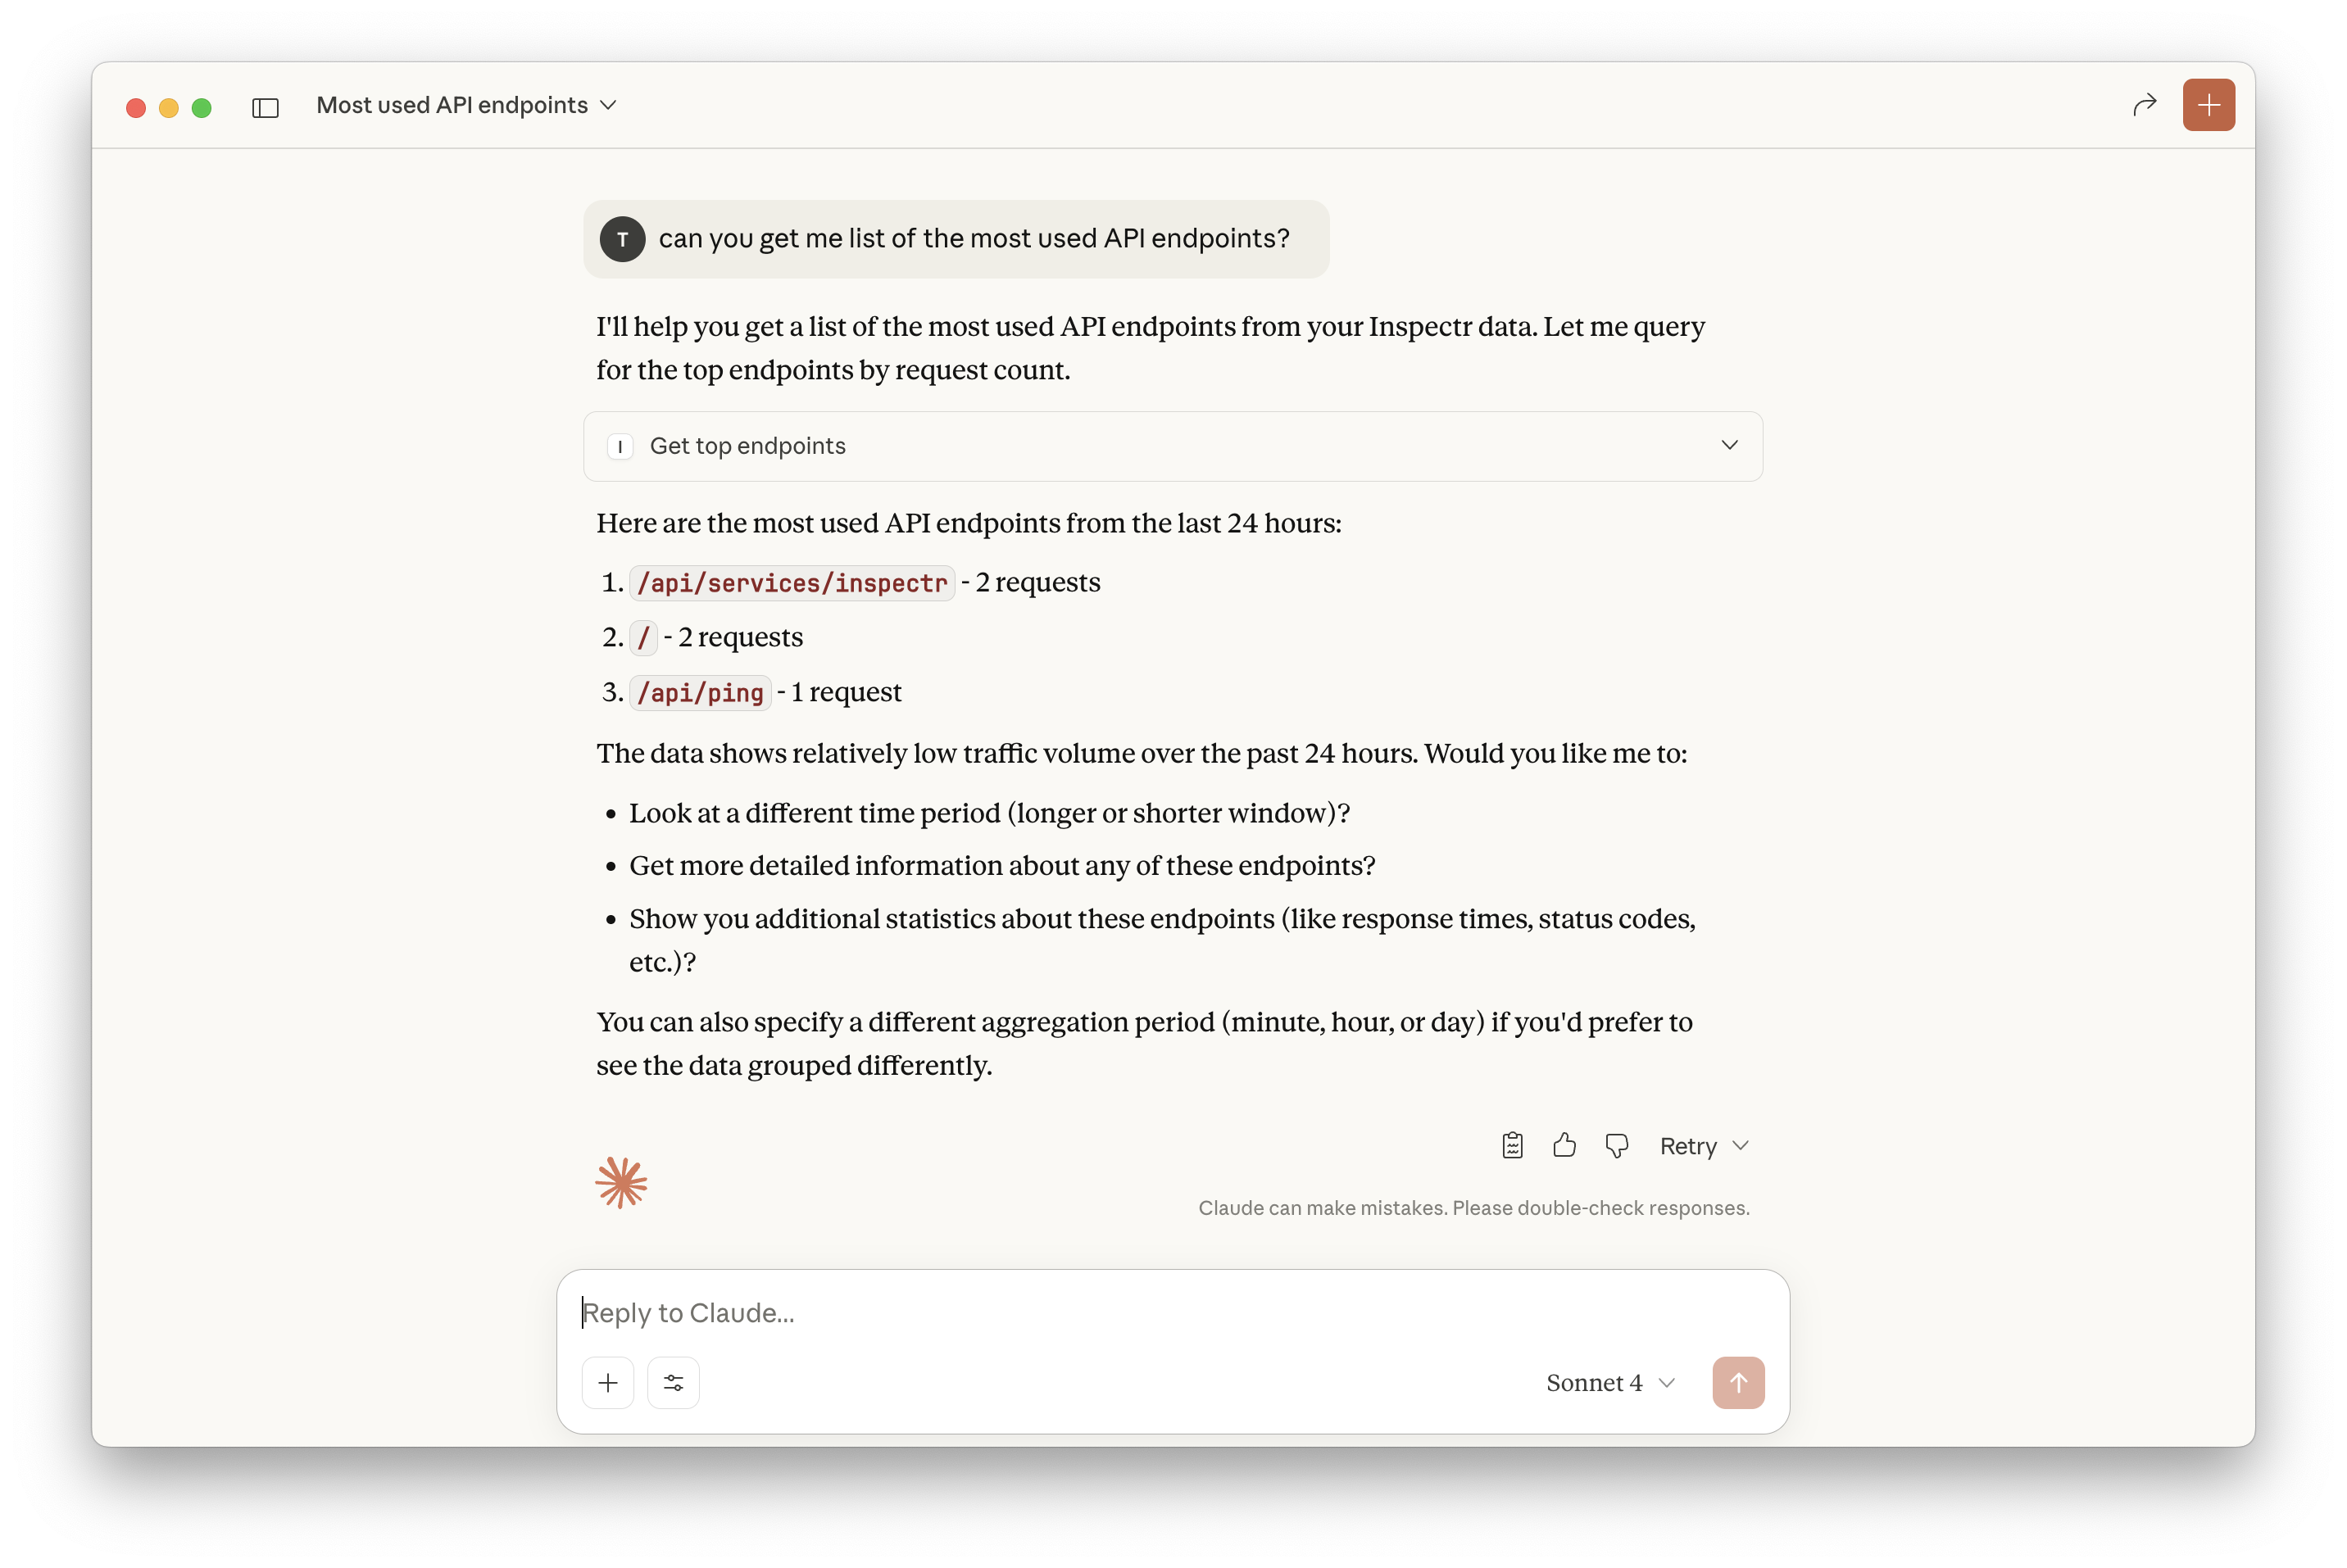 Most used API endpoints
T
can you get me list of the most used API endpoints?
I'll help you get a list of the most used API endpoints from your Inspectr data. Let me query
for the top endpoints by request count.
I Get top endpoints
Here are the most used API endpoints from the last 24 hours:
1. /api/services/inspectr - 2 requests
2. / - 2 requests
3. /api/ping - 1 request
The data shows relatively low traffic volume over the past 24 hours. Would you like me to:
• Look at a different time period (longer or shorter window)?
• Get more detailed information about any of these endpoints?
• Show you additional statistics about these endpoints (like response times, status codes,
etc.)?
You can also specify a different aggregation period (minute, hour, or day) if you'd prefer to
see the data grouped differently.
Retry
Claude can make mistakes. Please double-check responses.
Reply to Claude...
Sonnet 4